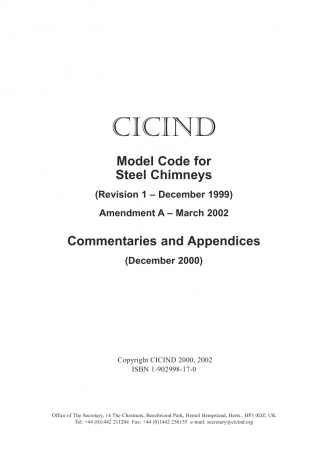 CICIND
Model Code for
Steel Chimneys
(Revision 1 – December 1999)
Amendment A – March 2002
Commentaries and Appendices
(December 2000)
Copyright CICIND 2000, 2002
ISBN 1-902998-17-0
Office of The Secretary, 14 The Chestnuts, Beechwood Park, Hemel Hempstead, Herts., HP3 0DZ, UK
Tel: +44 (0)1442 211204 Fax: +44 (0)1442 256155 e-mail: secretary@cicind.org